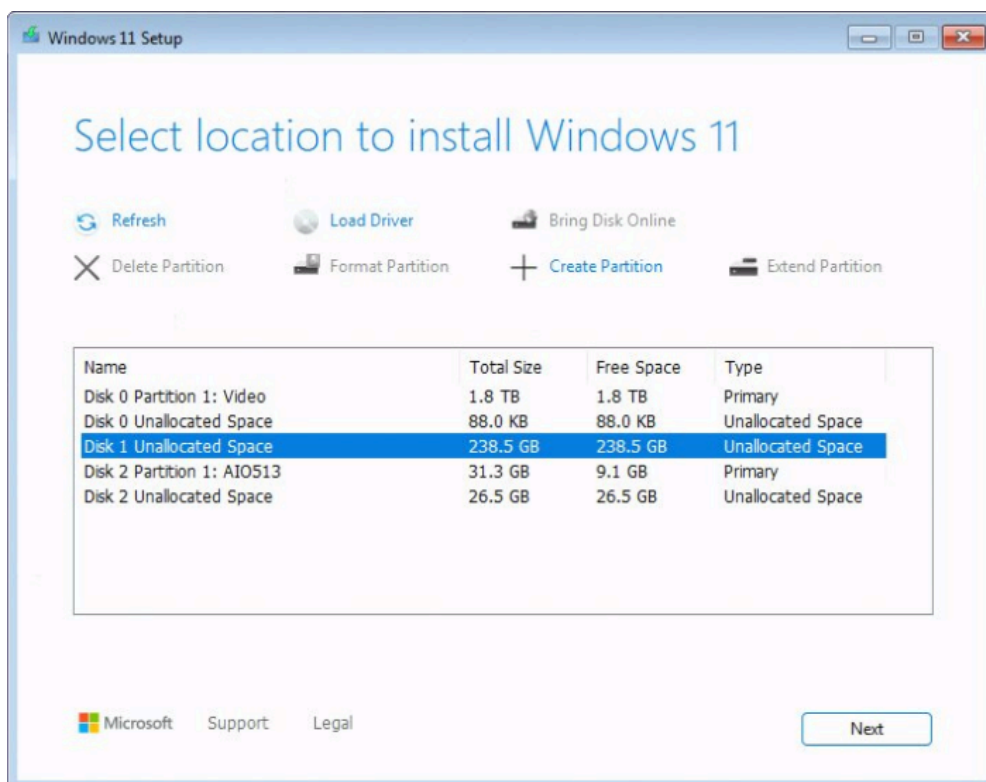 Windows 11 Setup
Select location to install Windows 11
Refresh Load Driver Bring Disk Online
Delete Partition Format Partition Create Partition Extend Partition
Name Total Size Free Space Type
Disk 0 Partition 1: Video 1.8 TB 1.8 TB Primary
Disk 0 Unallocated Space 88.0 KB 88.0 KB Unallocated Space
Disk 1 Unallocated Space 238.5 GB 238.5 GB Unallocated Space
Disk 2 Partition 1: AIO513 31.3 GB 9.1 GB Primary
Disk 2 Unallocated Space 26.5 GB 26.5 GB Unallocated Space
Microsoft Support Legal Next